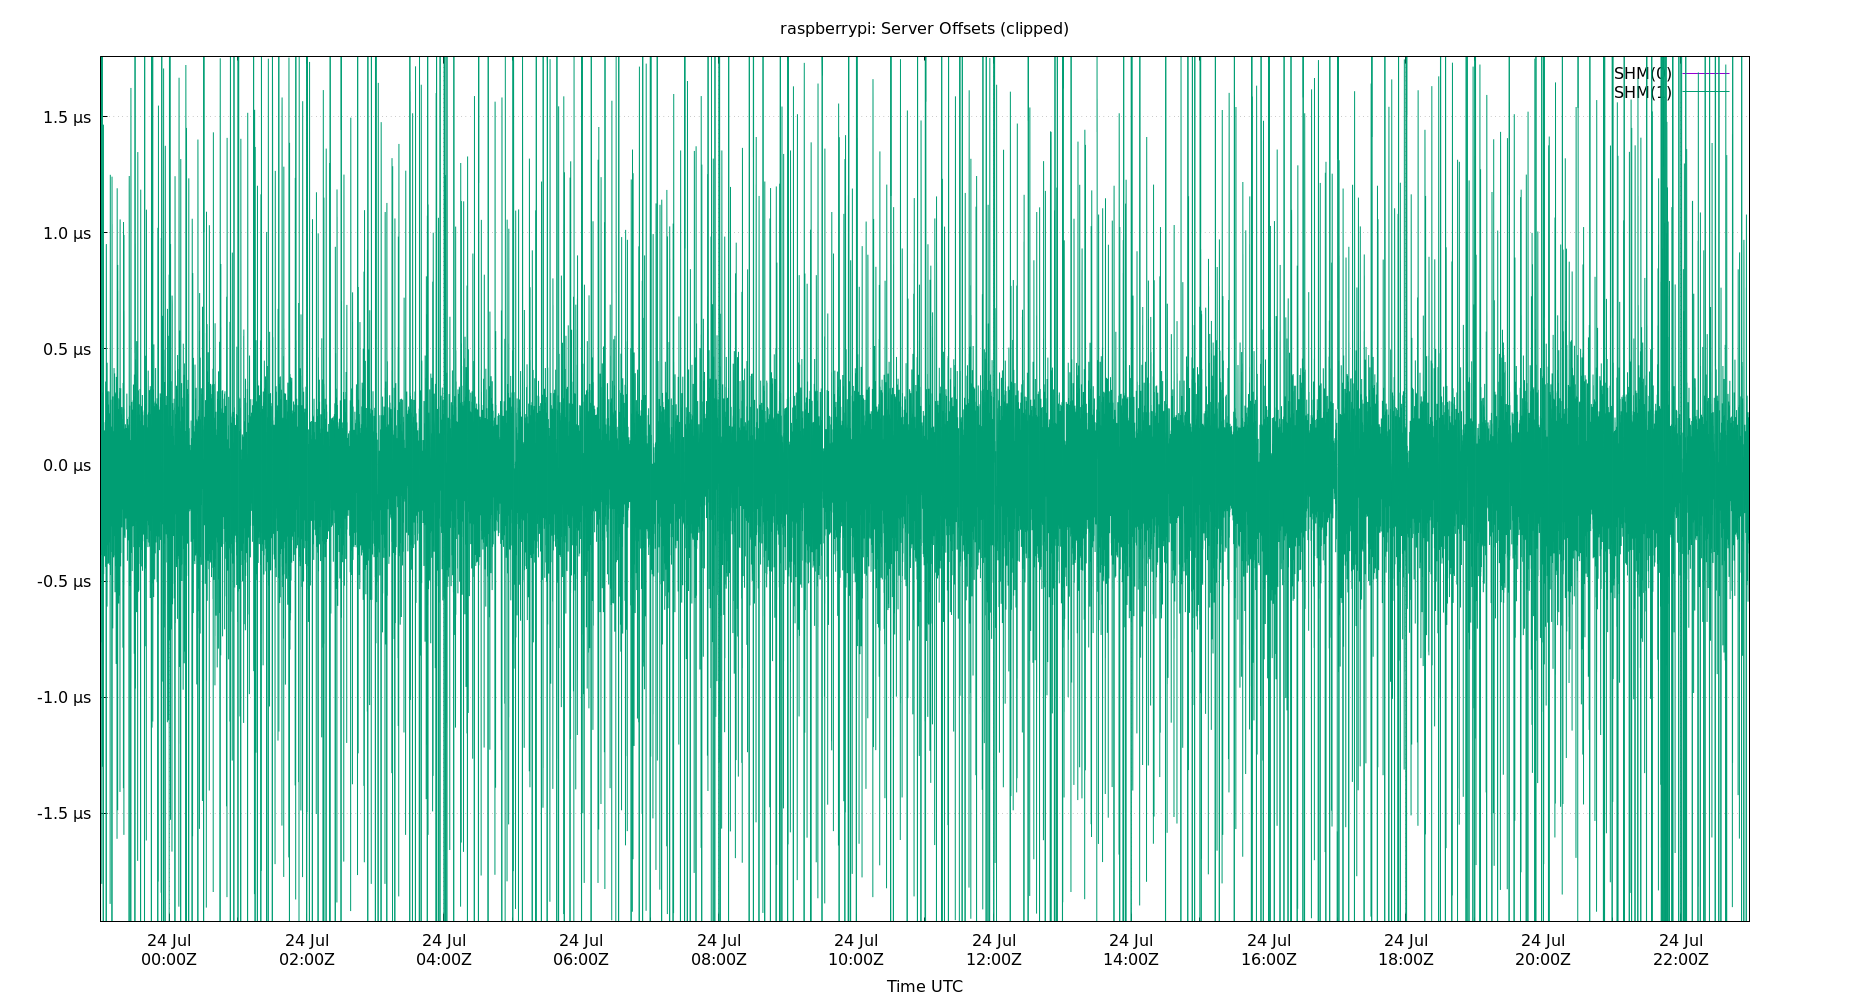 raspberrypi: Server Offsets (clipped)
SHM(0)
SHM(1)
1.5 µs
1.0 µs
0.5 µs
0.0 µs
-0.5 µs
-1.0 µs
-1.5 µs
24 Jul 24 Jul 24 Jul 24 Jul 24 Jul 24 Jul 24 Jul 24 Jul 24 Jul 24 Jul 24 Jul 24 Jul
00:00Z 02:00Z 04:00Z 06:00Z 08:00Z 10:00Z 12:00Z 14:00Z 16:00Z 18:00Z 20:00Z 22:00Z
Time UTC